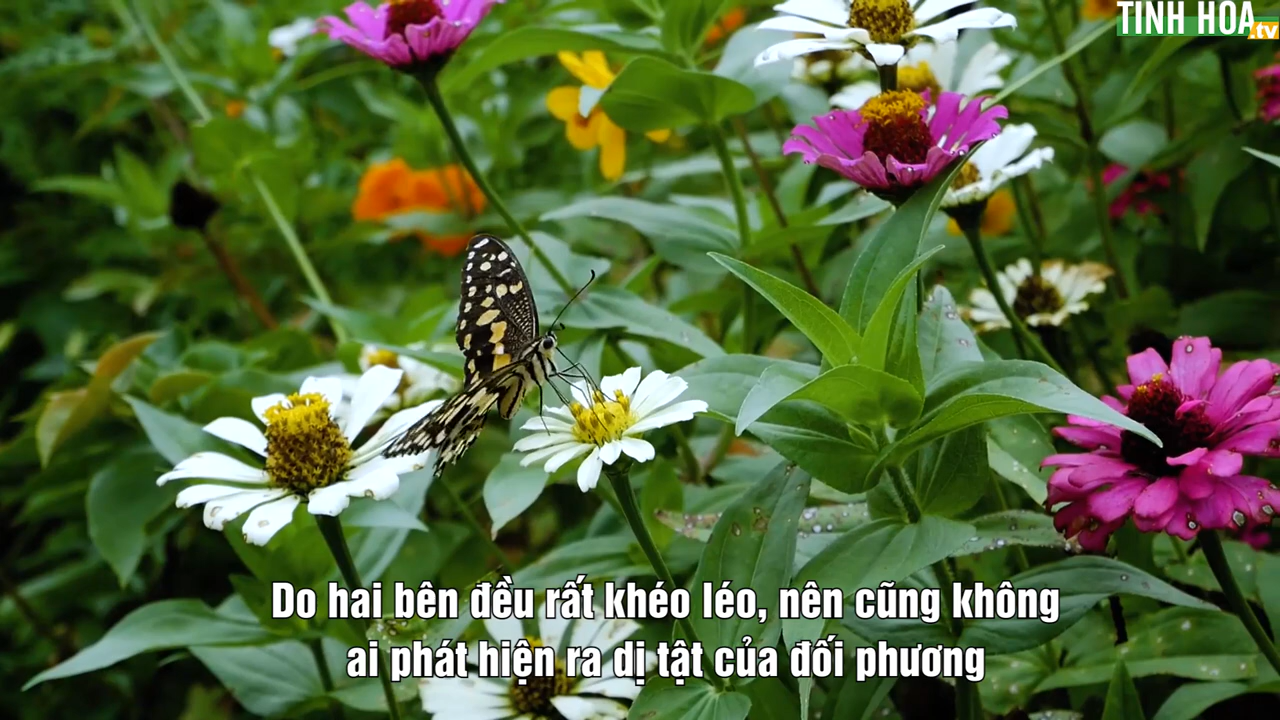 TINH HOA
.tv
Do hai bên đều rất khéo léo, nên cũng không
ai phát hiện ra dị tật của đối phương